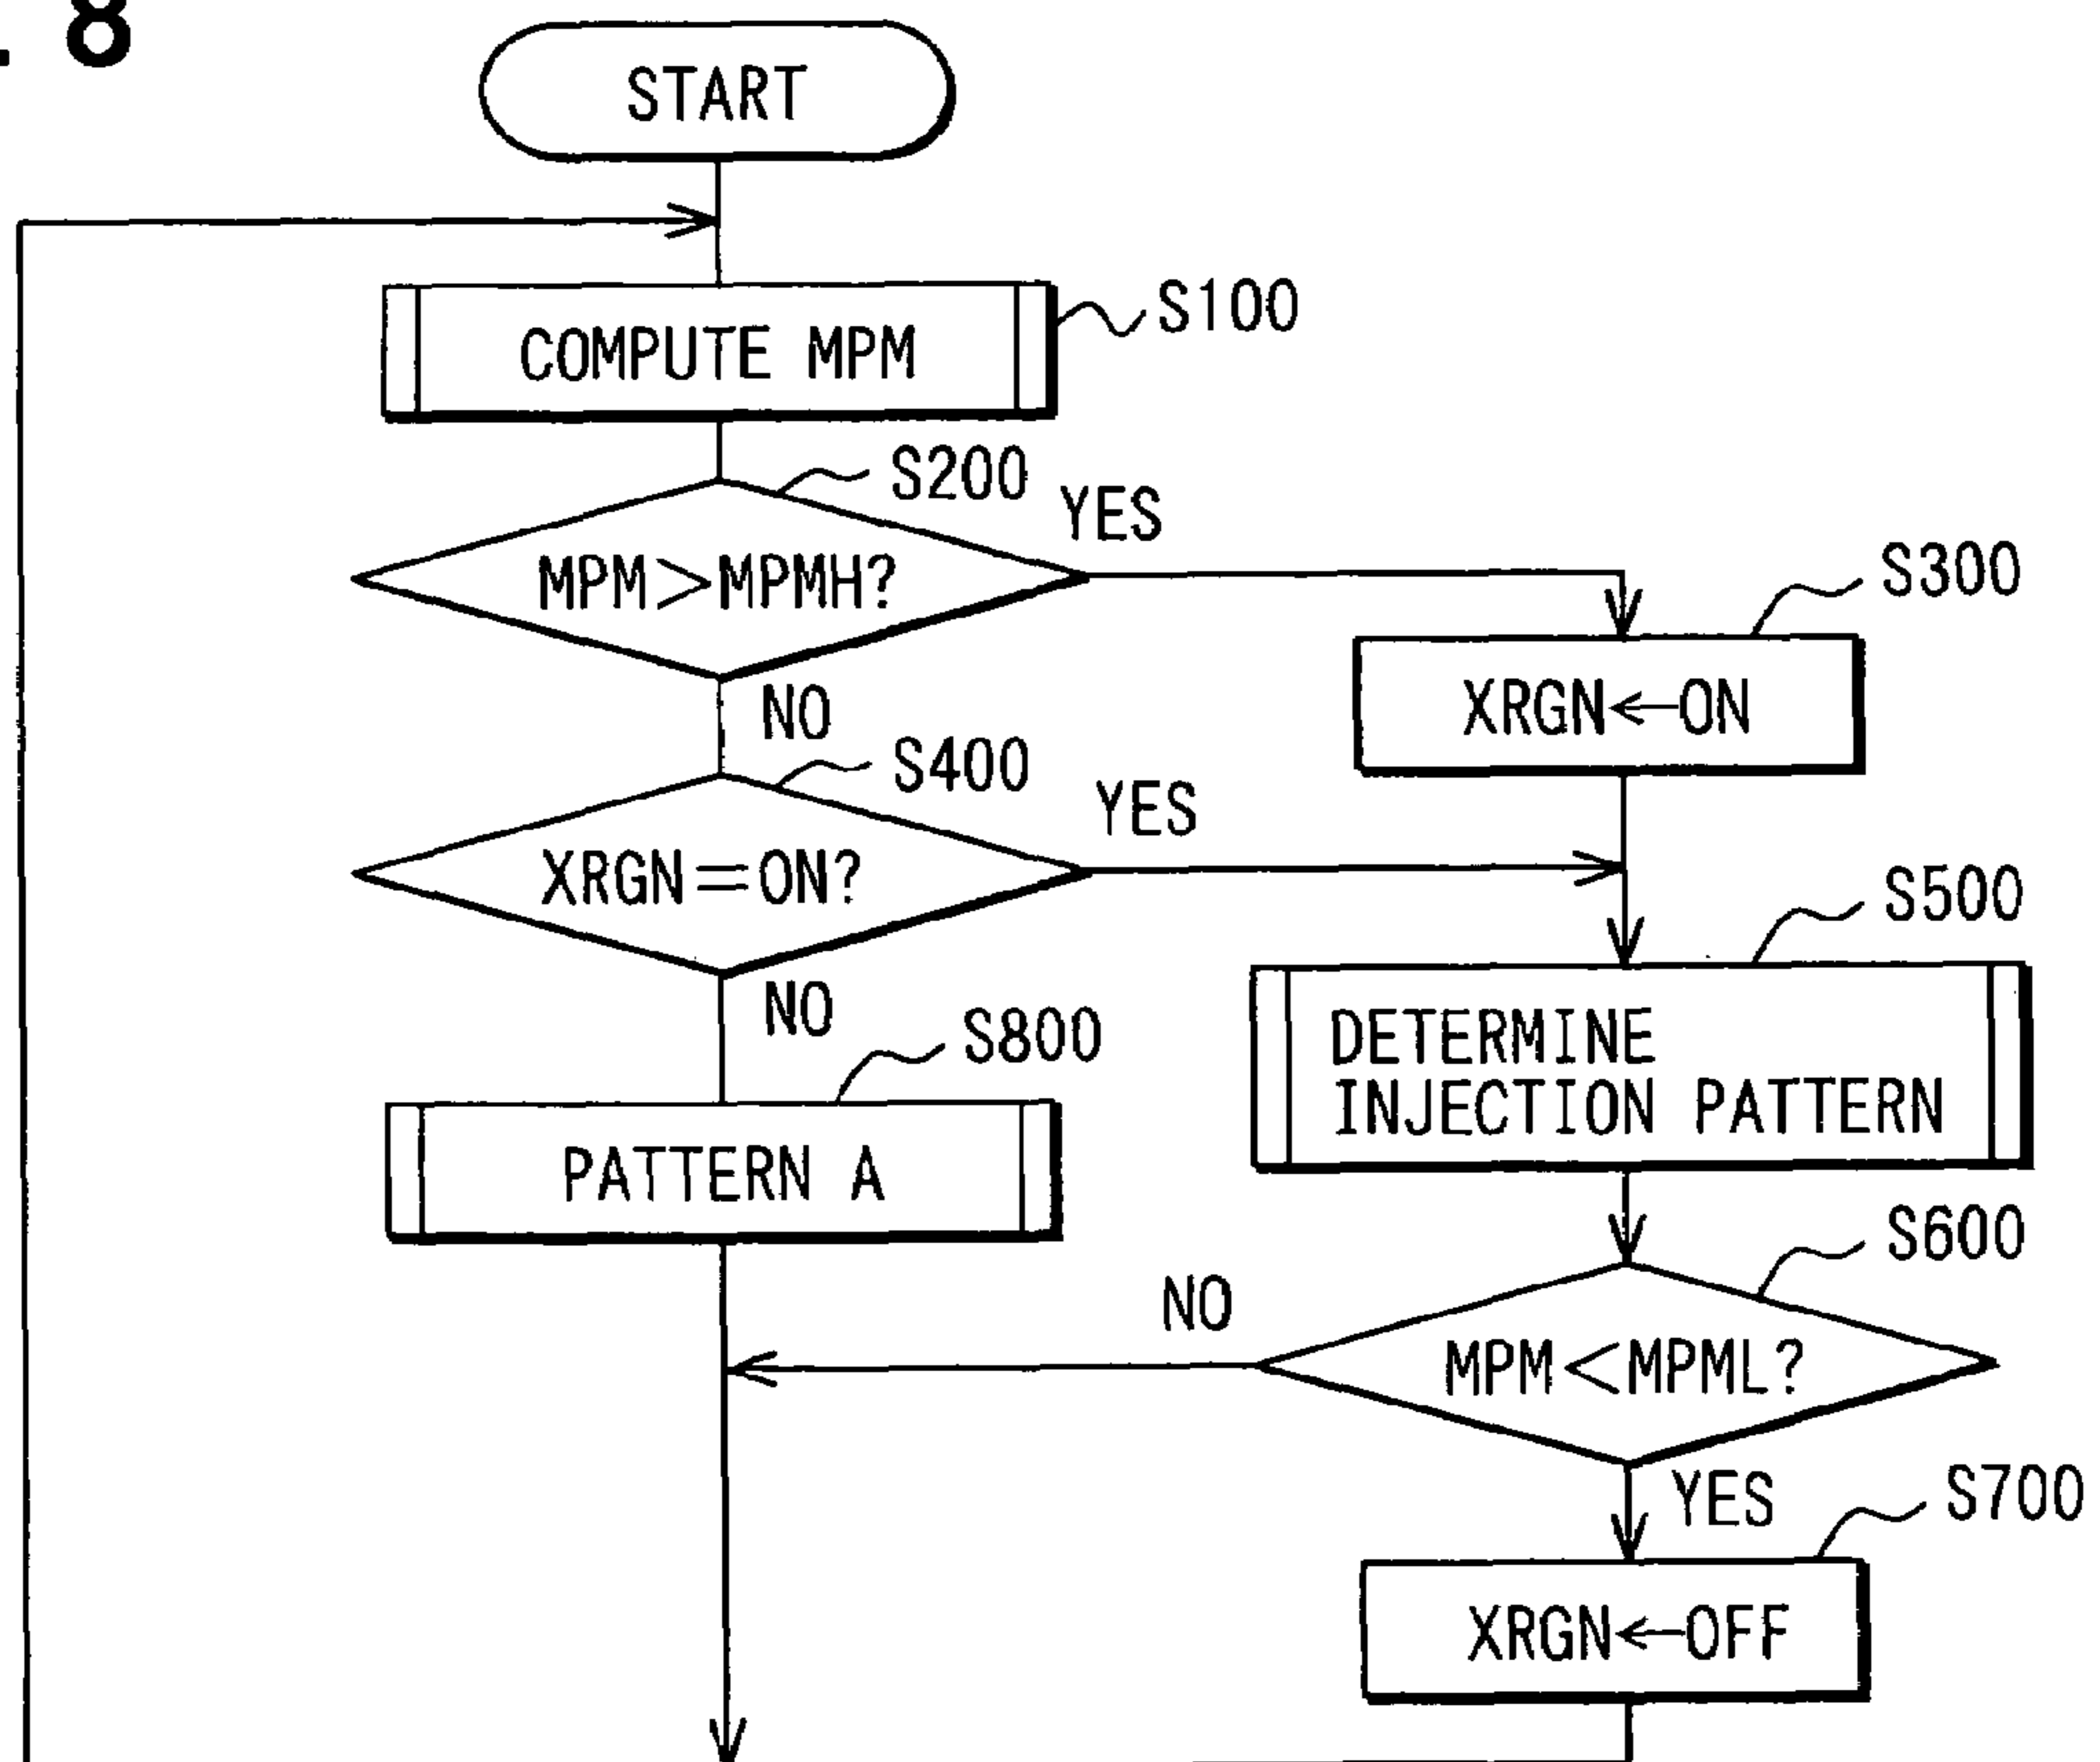 . 8
START
COMPUTE MPM
S100
S200
YES
MPM>MPMH?
S300
XRGN←ON
NO
S400
YES
XRGN=ON?
S500
NO
DETERMINE
INJECTION PATTERN
S800
PATTERN A
S600
NO
MPM<MPML?
YES
S700
XRGN←OFF